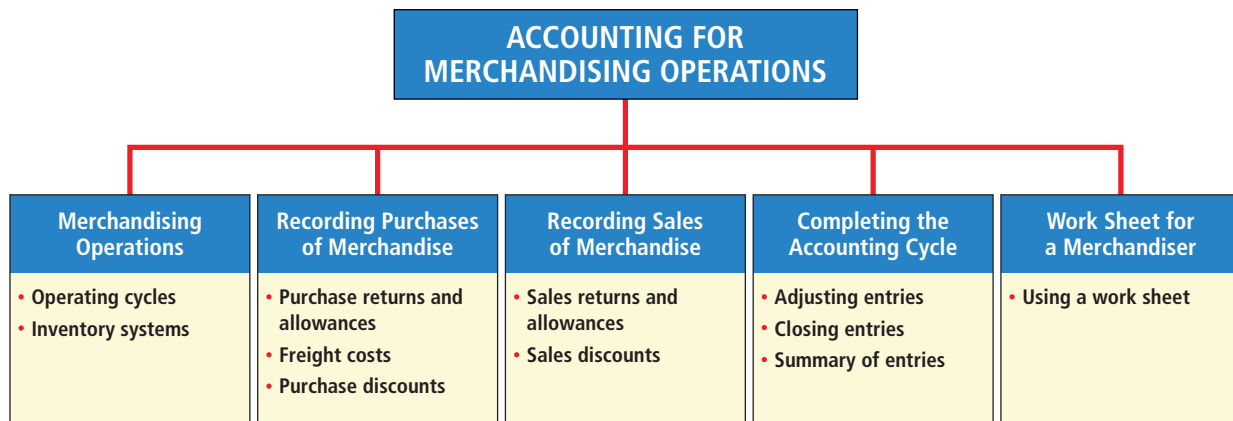 ACCOUNTING FOR
MERCHANDISING OPERATIONS
Merchandising
Operations
• Operating cycles
• Inventory systems
Recording Purchases
of Merchandise
• Purchase returns and
allowances
• Freight costs
• Purchase discounts
Recording Sales
of Merchandise
• Sales returns and
allowances
• Sales discounts
Completing the
Accounting Cycle
• Adjusting entries
• Closing entries
• Summary of entries
Work Sheet for
a Merchandiser
• Using a work sheet